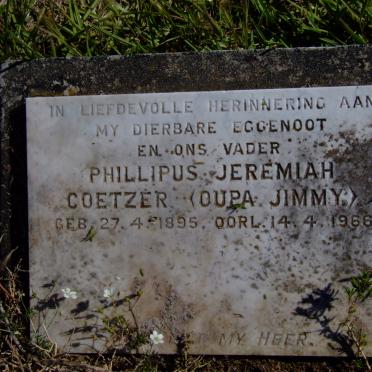 IN LIEFDEVOLLE HERINNERING AAN
MY DIERBARE EGGENOOT
EN ONS VADER
PHILLIPUS JEREMIAH
COETZER (OUPA JIMMY)
GEB. 27. 4. 1895, OORL. 14. 4. 1966
MY HEER